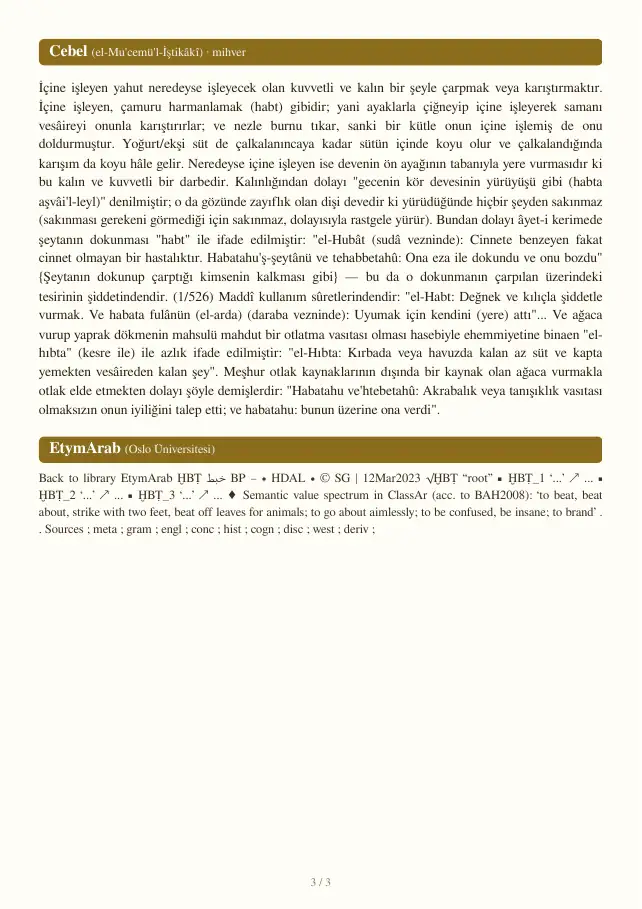 Cebel (el-Mu'cemü'l-İştikâkî) · mihver
İçine işleyen yahut neredeyse işleyecek olan kuvvetli ve kalın bir şeyle çarpmak veya karıştırmaktır.
İçine işleyen, çamuru harmanlamak (habt) gibidir; yani ayaklarla çiğneyip içine işleyerek samanı
vesâireyi onunla karıştırırlar; ve nezle burnu tıkar, sanki bir kütle onun içine işlemiş de onu
doldurmuştur. Yoğurt/ekşi süt de çalkalanıncaya kadar sütün içinde koyu olur ve çalkalandığında
karışım da koyu hâle gelir. Neredeyse içine işleyen ise devenin ön ayağının tabanıyla yere vurmasıdır ki
bu kalın ve kuvvetli bir darbedir. Kalınlığından dolayı "gecenin kör devesinin yürüyüşü gibi (habta
aşvâi'l-leyl)" denilmiştir; o da gözünde zayıflık olan dişi devedir ki yürüdüğünde hiçbir şeyden sakınmaz
(sakınması gerekeni görmediği için sakınmaz, dolayısıyla rastgele yürür). Bundan dolayı âyet-i kerimede
şeytanın dokunması "habt" ile ifade edilmiştir: "el-Hubât (sudâ vezninde): Cinnete benzeyen fakat
cinnet olmayan bir hastalıktır. Habatahu'ş-şeytânü ve tehabbetahû: Ona eza ile dokundu ve onu bozdu"
{Şeytanın dokunup çarptığı kimsenin kalkması gibi} — bu da o dokunmanın çarpılan üzerindeki
tesirinin şiddetindendir. (1/526) Maddî kullanım sûretlerindendir: "el-Habt: Değnek ve kılıçla şiddetle
vurmak. Ve habata fulânün (el-arda) (daraba vezninde): Uyumak için kendini (yere) attı"... Ve ağaca
vurup yaprak dökmenin mahsulü mahdut bir otlatma vasıtası olması hasebiyle ehemmiyetine binaen "el-
hıbta" (kesre ile) ile azlık ifade edilmiştir: "el-Hıbta: Kırbada veya havuzda kalan az süt ve kapta
yemekten vesâireden kalan şey". Meşhur otlak kaynaklarının dışında bir kaynak olan ağaca vurmakla
otlak elde etmekten dolayı şöyle demişlerdir: "Habatahu ve'htebetahû: Akrabalık veya tanışıklık vasıtası
olmaksızın onun iyiliğini talep etti; ve habatahu: bunun üzerine ona verdi".
EtymArab (Oslo Üniversitesi)
Back to library EtymArab ḪBṬ خبط BP – • HDAL • © SG | 12Mar2023 √ḪBṬ “root” ▪ ḪBṬ_1 ‘...’ ↗ ... ▪
ḪBṬ_2 ‘...’ ↗ ... ▪ ḪBṬ_3 ‘...’ ↗ ... ♦ Semantic value spectrum in ClassAr (acc. to BAH2008): ‘to beat, beat
about, strike with two feet, beat off leaves for animals; to go about aimlessly; to be confused, be insane; to brand’ .
. Sources ; meta ; gram ; engl ; conc ; hist ; cogn ; disc ; west ; deriv ;
3 / 3